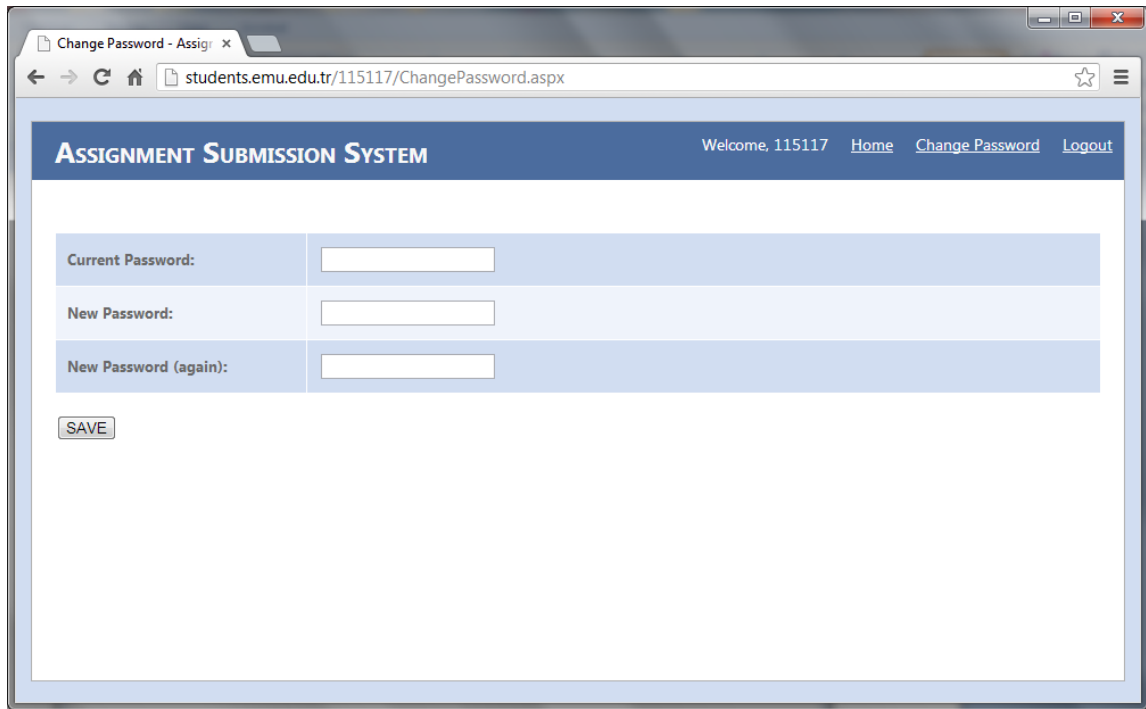 Change Password - Assigr
students.emu.edu.tr/115117/ChangePassword.aspx
ASSIGNMENT SUBMISSION SYSTEM
Welcome, 115117 Home Change Password Logout
Current Password:
New Password:
New Password (again):
SAVE